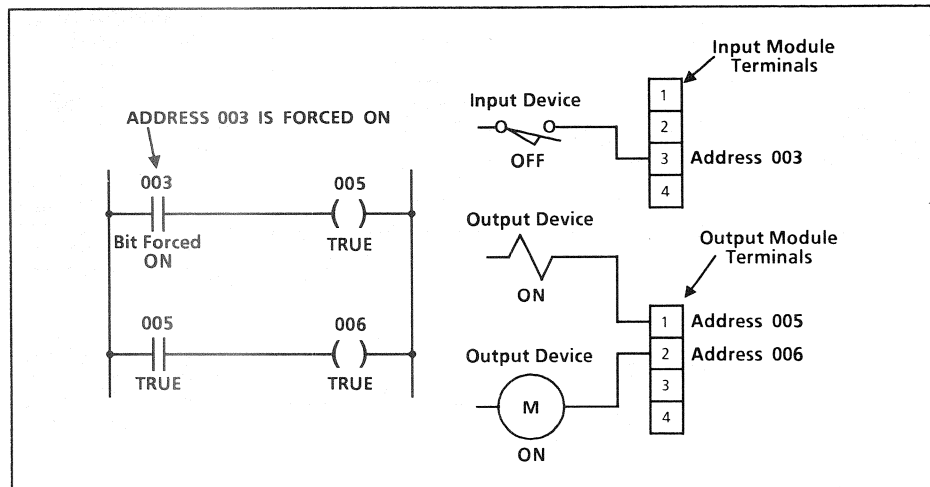 ADDRESS 003 IS FORCED ON
003
005
Bit Forced
ON
TRUE
005
006
TRUE
TRUE
Input Module
Terminals
Input Device
OFF
1
2
3
4
Address 003
Output Device
ON
Output Module
Terminals
Output Device
M
ON
1
2
3
4
Address 005
Address 006